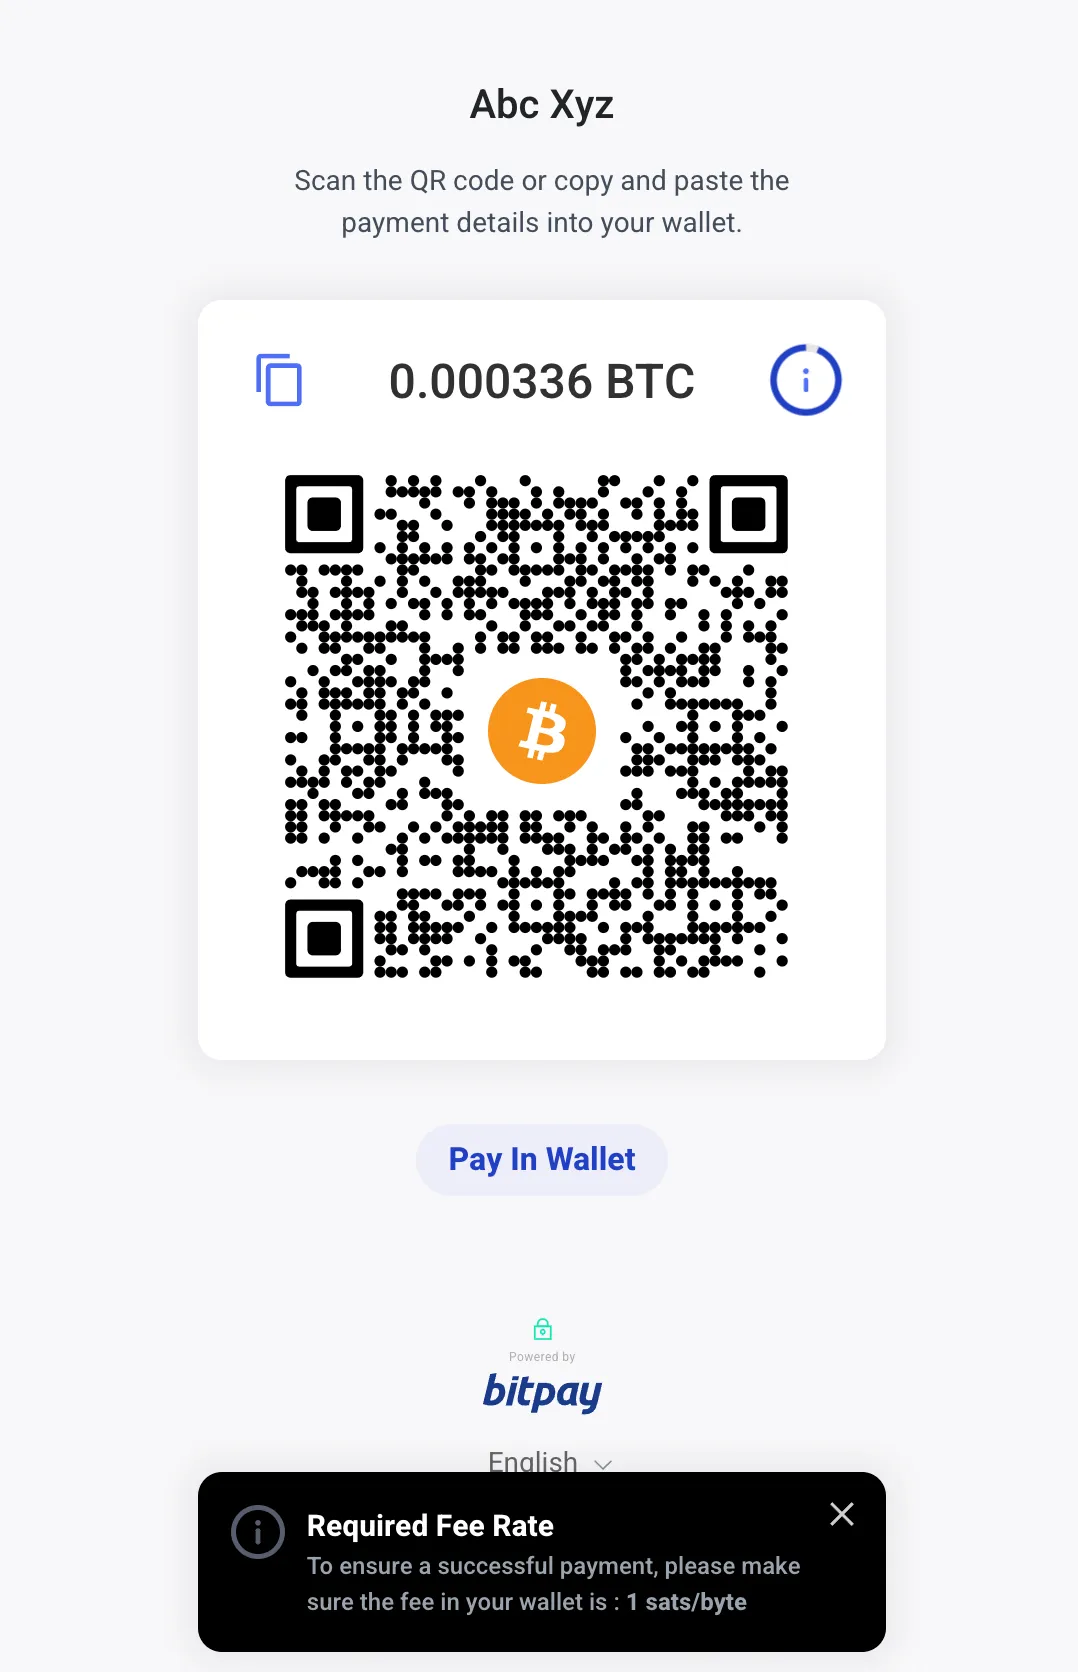 Abc Xyz
Scan the QR code or copy and paste the
payment details into your wallet.
0.000336 BTC
Pay In Wallet
Powered by
bitpay
English
Required Fee Rate
To ensure a successful payment, please make
sure the fee in your wallet is : 1 sats/byte